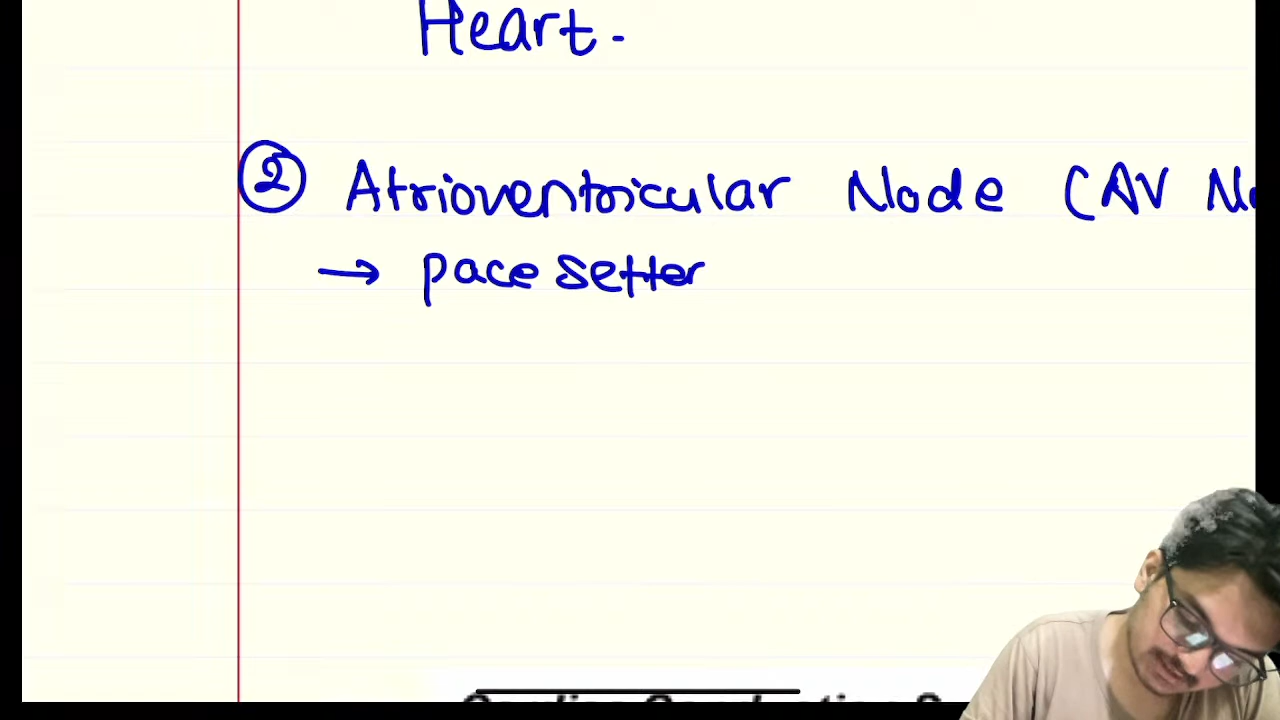 Heart.
② Atrioventricular Node (AV
→ pace setter